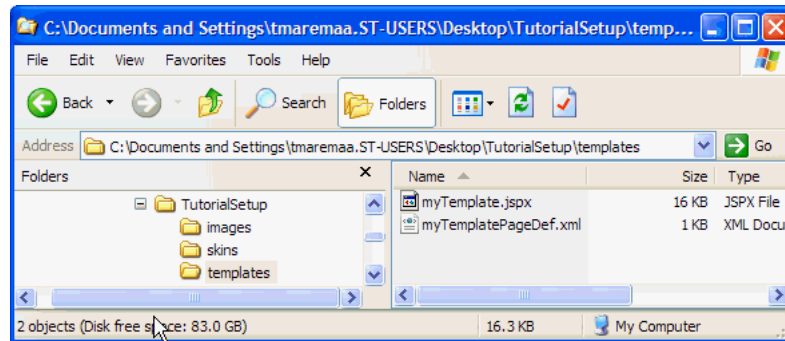 C:\Documents and Settings\tmaremaa.ST-USERS\Desktop\TutorialSetup\temp...
File Edit View Favorites Tools Help
Back Search Folders
Address C:\Documents and Settings\tmaremaa.ST-USERS\Desktop\TutorialSetup\templates Go
Folders x Name Size Type
TutorialSetup myTemplate.jspx 16 KB JSPX File
images myTemplatePageDef.xml 1 KB XML Docu
skins
templates
2 objects (Disk free space: 83.0 GB) 16.3 KB My Computer